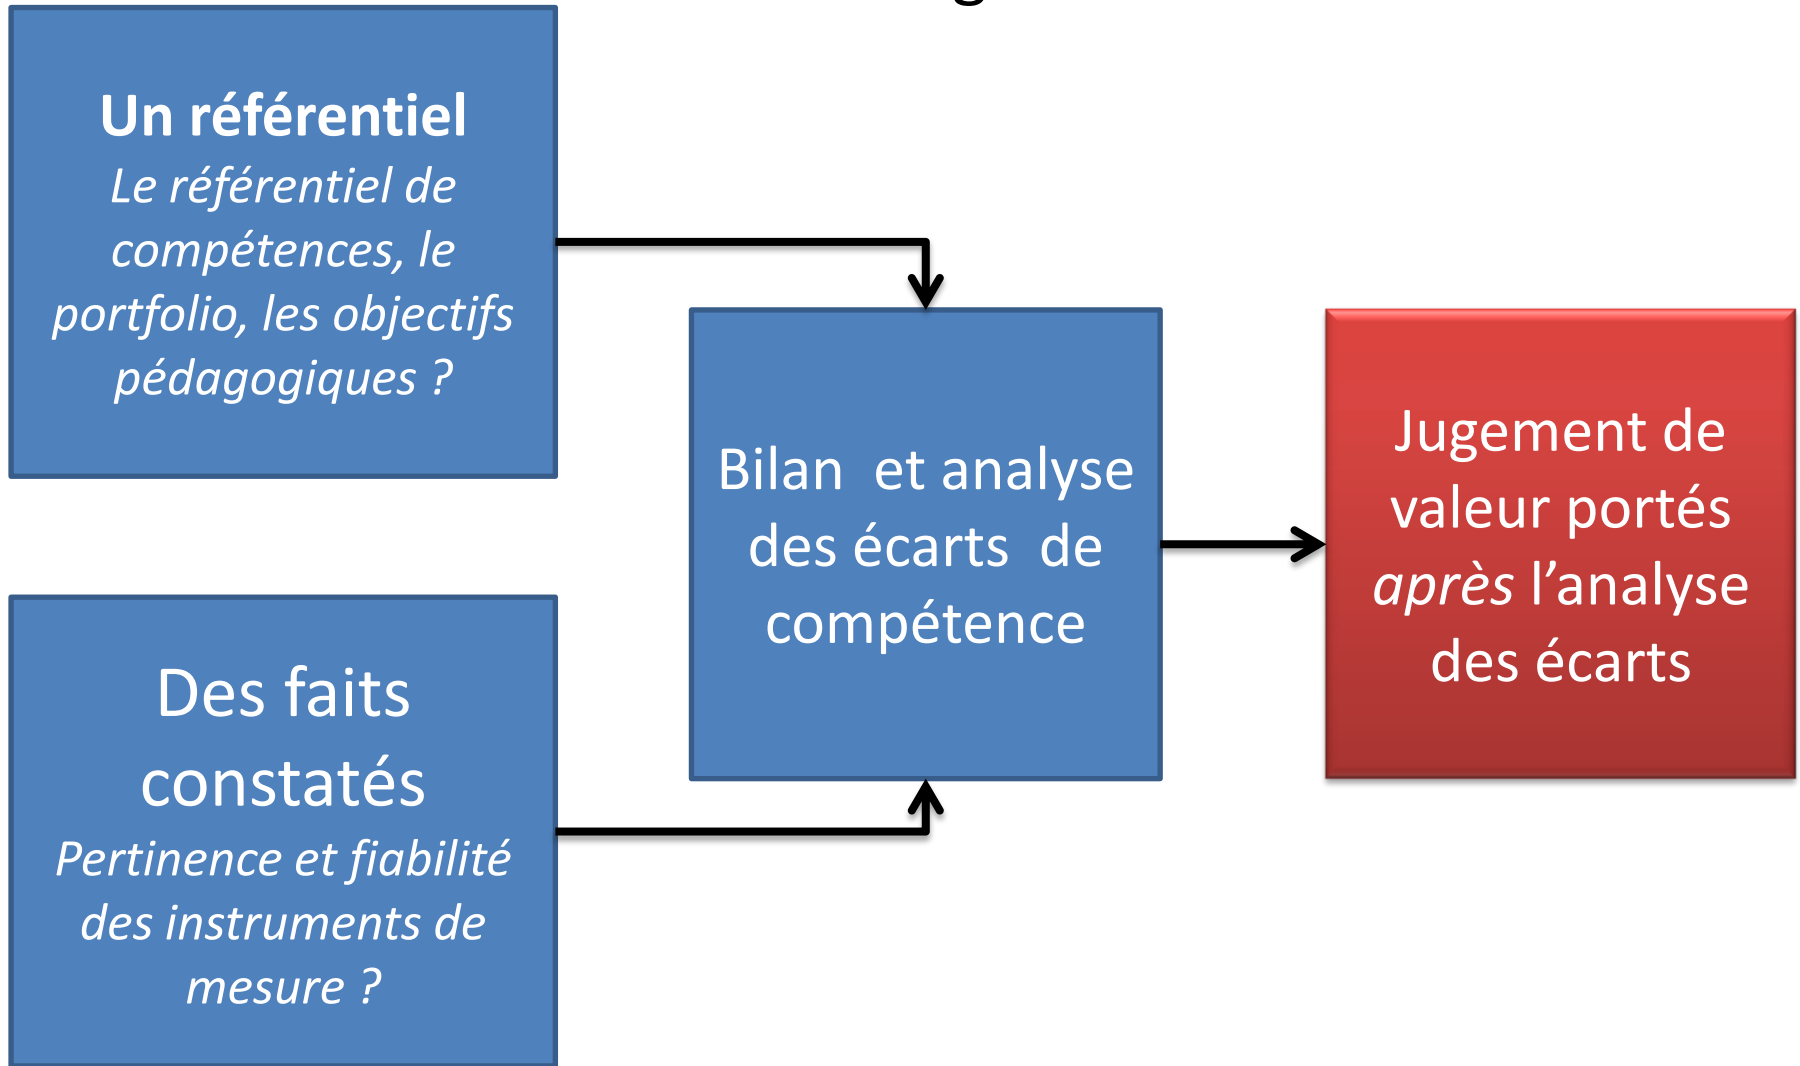 Un référentiel
Le référentiel de
compétences, le
portfolio, les objectifs
pédagogiques ?
Des faits
constatés
Pertinence et fiabilité
des instruments de
mesure ?
Bilan et analyse
des écarts de
compétence
Jugement de
valeur portés
après l’analyse
des écarts